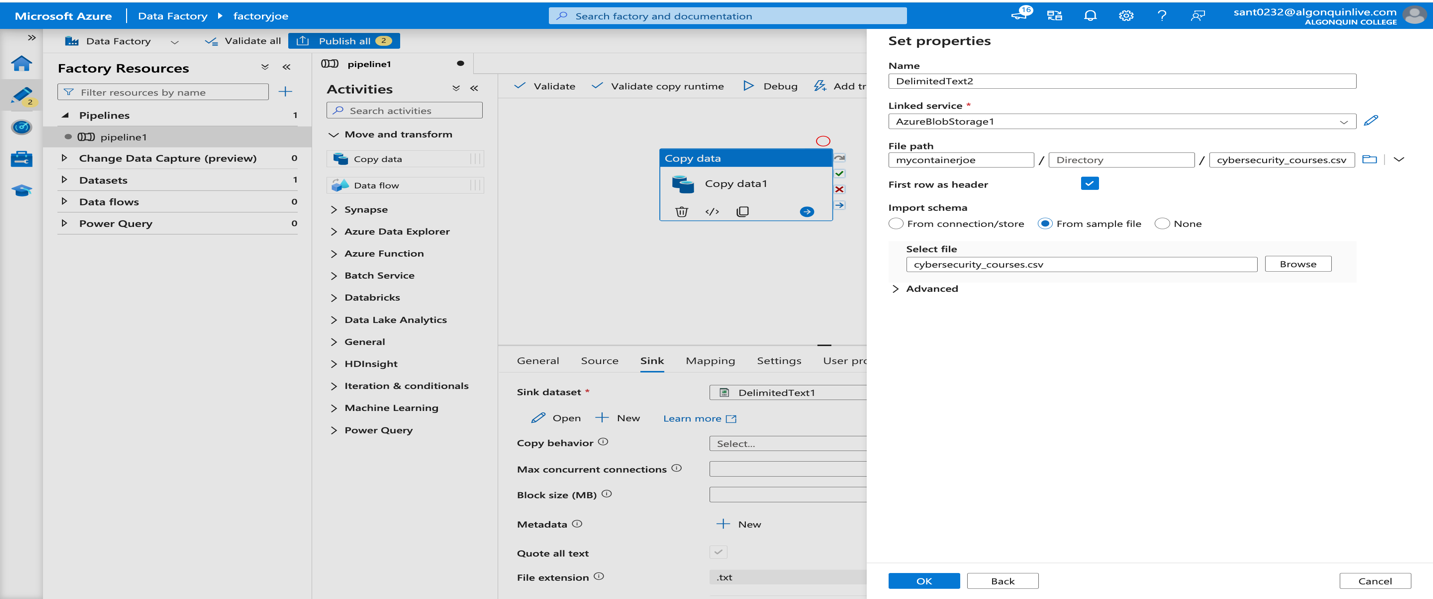 Microsoft Azure
Data Factory
factoryjoe
Search factory and documentation
16
sant0232@algonquinlive.com
ALGONQUIN COLLEGE
Data Factory
Validate all
Publish all 2
2
Factory Resources
Filter resources by name
Pipelines 1
pipeline1
Change Data Capture (preview) 0
Datasets 1
Data flows 0
Power Query 0
pipeline1
Activities
Search activities
Move and transform
Copy data
Data flow
Synapse
Azure Data Explorer
Azure Function
Batch Service
Databricks
Data Lake Analytics
General
HDInsight
Iteration & conditionals
Machine Learning
Power Query
Validate Validate copy runtime Debug Add tr
Copy data
Copy data1
General Source Sink Mapping Settings User pro
Sink dataset * DelimitedText1
Open New Learn more
Copy behavior Select...
Max concurrent connections
Block size (MB)
Metadata New
Quote all text
File extension .txt
Set properties
Name
DelimitedText2
Linked service *
AzureBlobStorage1
File path
mycontainerjoe / Directory / cybersecurity_courses.csv
First row as header
Import schema
From connection/store From sample file None
Select file
cybersecurity_courses.csv Browse
Advanced
OK Back Cancel